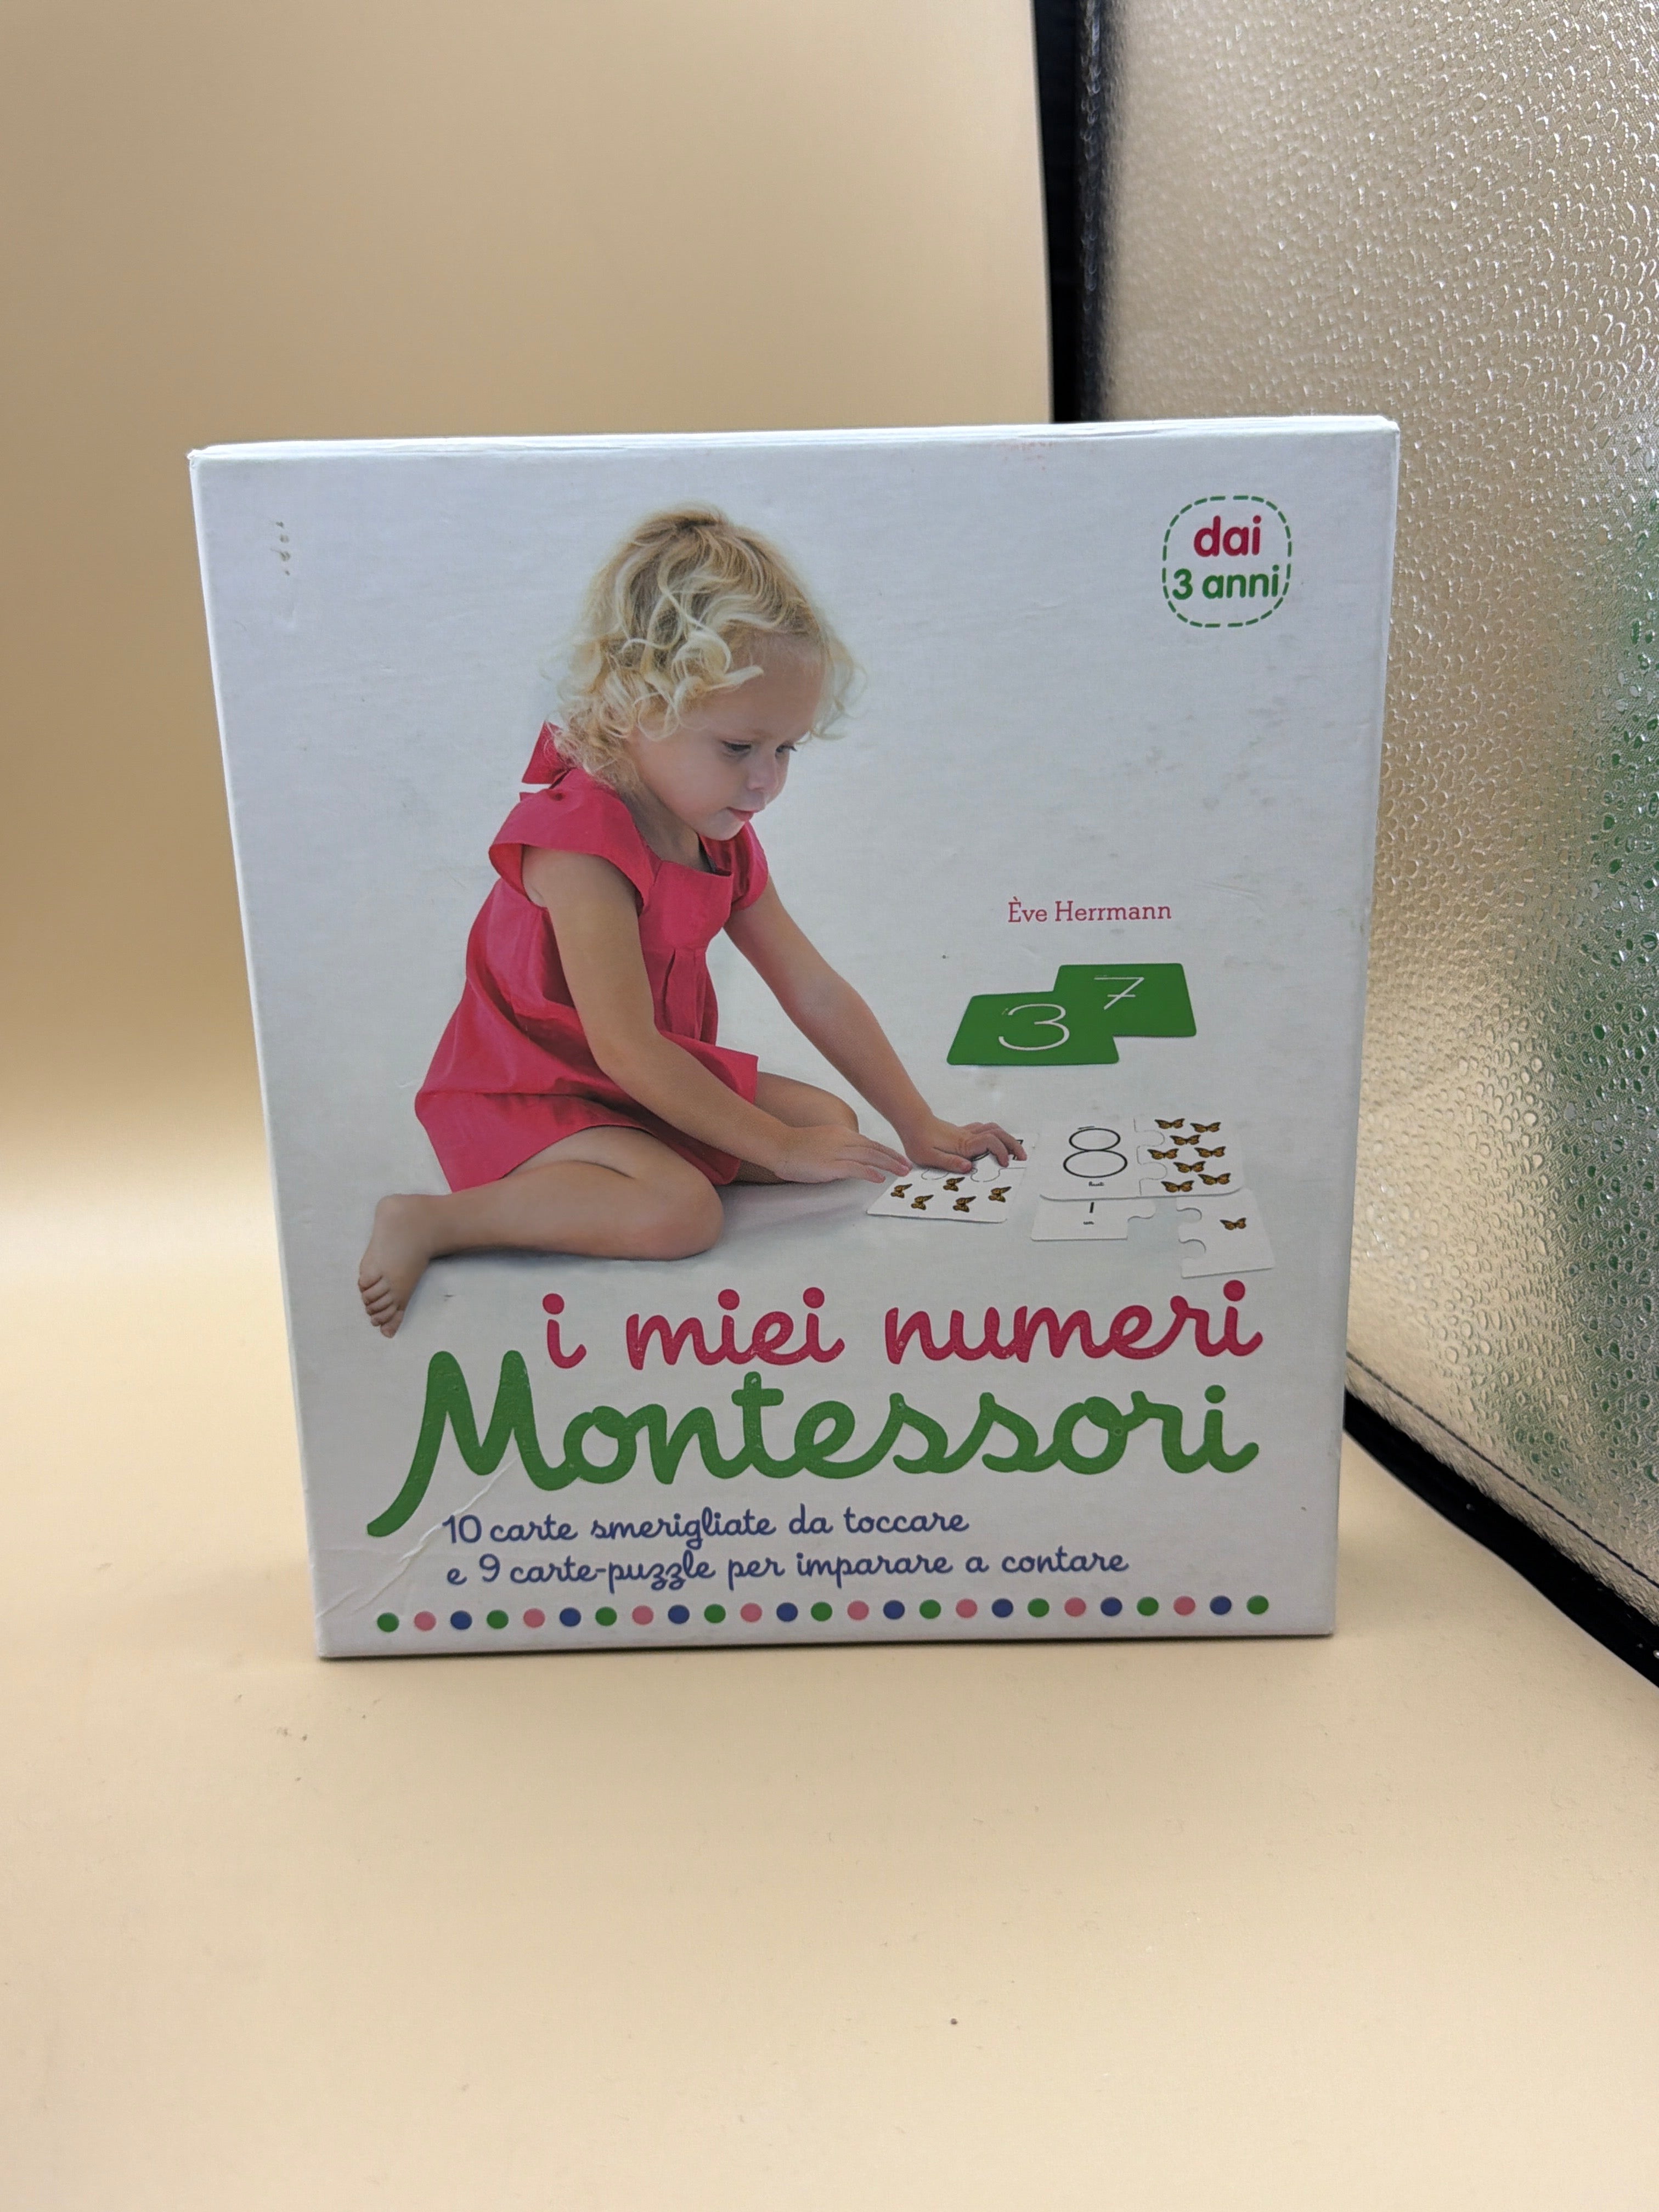 dai
3 anni
Ève Herrmann
3 7
8
1
i miei numeri
Montessori
10 carte smerigliate da toccare
e 9 carte-puzzle per imparare a contare